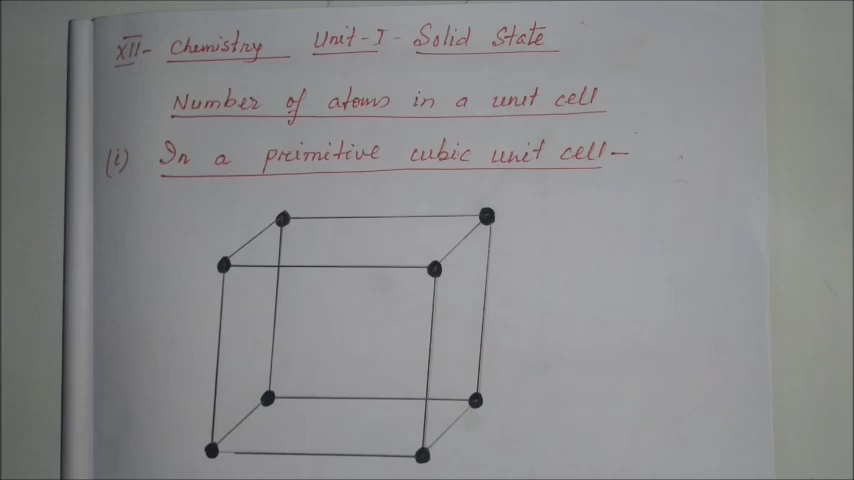 XII- Chemistry Unit-I- Solid State
Number of atoms in a unit cell
(i) In a primitive cubic unit cell-